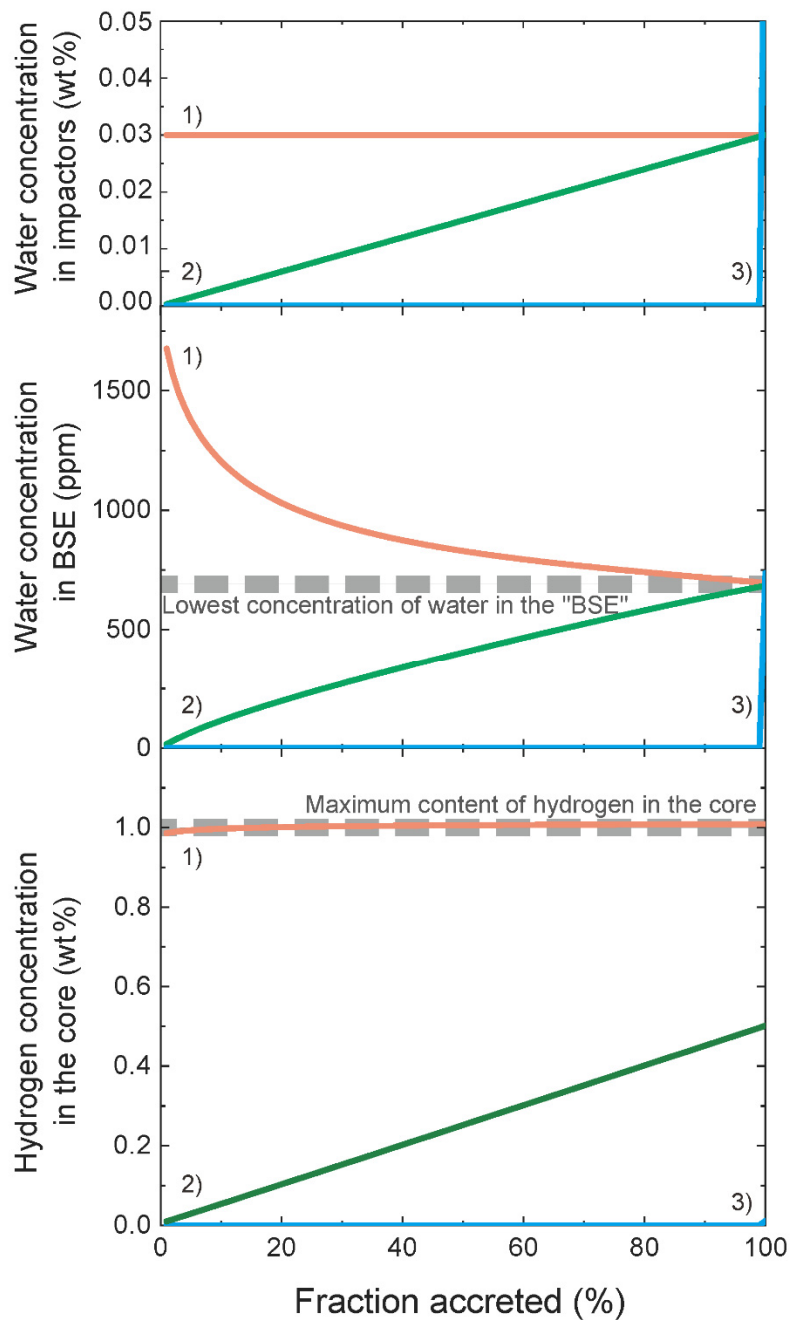 Water concentration
in impactors (wt%)
0.05
0.04
0.03
0.02
0.01
0.00
1)
2)
3)
Water concentration
in BSE (ppm)
1500
1000
500
0
1)
Lowest concentration of water in the "BSE"
2)
3)
Hydrogen concentration
in the core (wt%)
1.0
0.8
0.6
0.4
0.2
0.0
Maximum content of hydrogen in the core
1)
2)
3)
0 20 40 60 80 100
Fraction accreted (%)